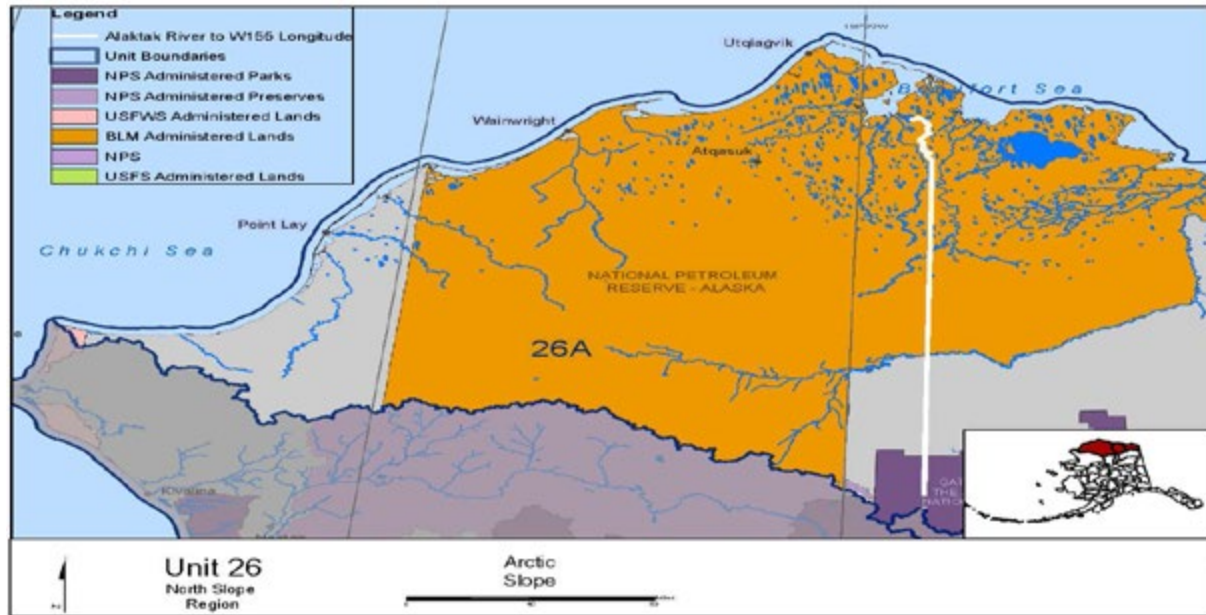 Legend
Alaktak River to W155 Longitude
Unit Boundaries
NPS Administered Parks
NPS Administered Preserves
USFWS Administered Lands
BLM Administered Lands
NPS
USFS Administered Lands
Utqiagvik
Beaufort Sea
Wainwright
Atqasuk
Point Lay
Chukchi Sea
NATIONAL PETROLEUM
RESERVE - ALASKA
26A
Kivalina
Unit 26
North Slope
Region
Arctic
Slope